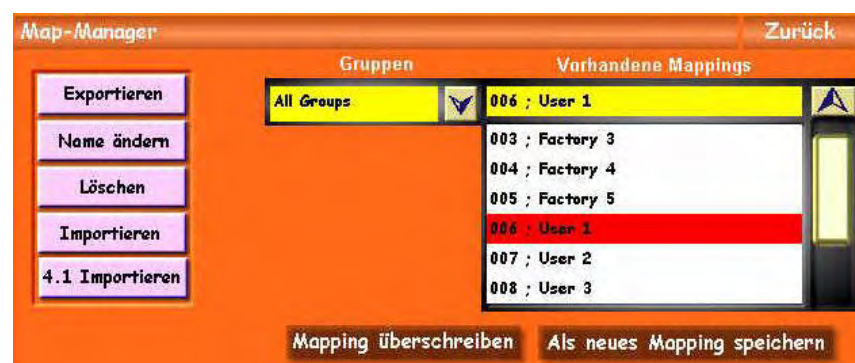 Map-Manager
Zurück
Gruppen
Vorhandene Mappings
Exportieren
Name ändern
Löschen
Importieren
4.1 Importieren
All Groups
006 ; User 1
003 ; Factory 3
004 ; Factory 4
005 ; Factory 5
006 ; User 1
007 ; User 2
008 ; User 3
Mapping überschreiben
Als neues Mapping speichern